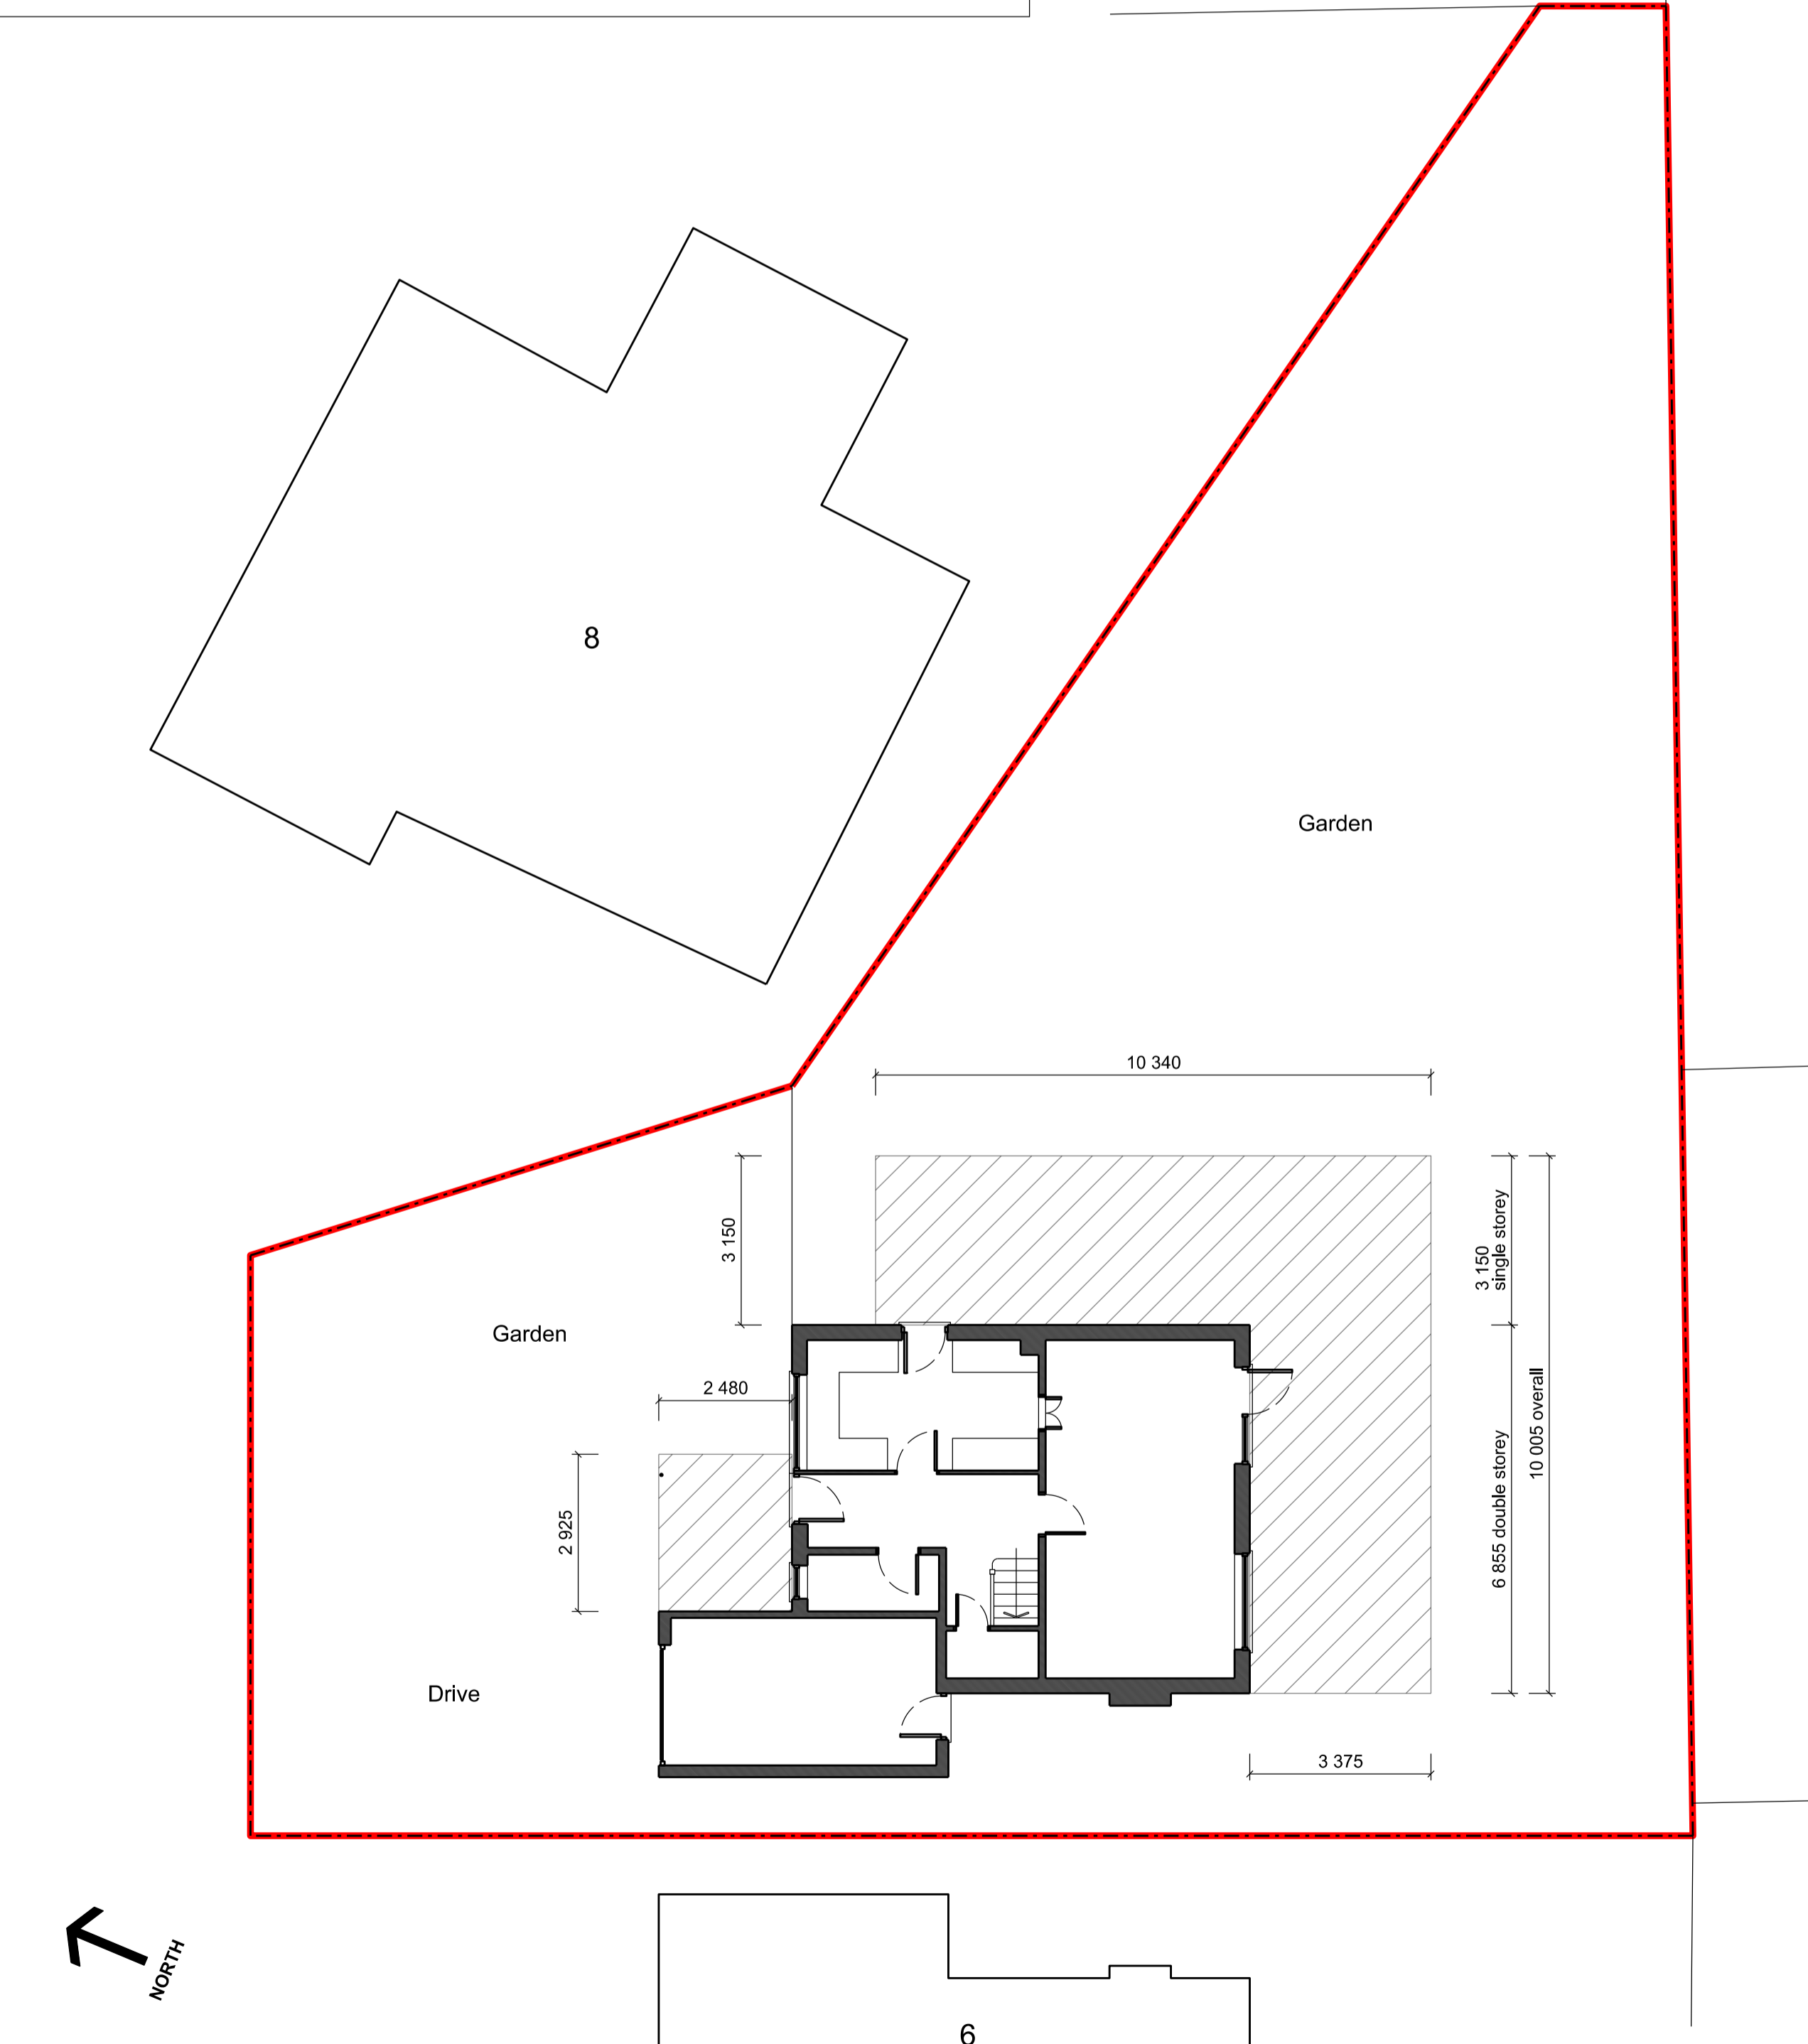 8
Garden
10 340
3 150
3 150
single storey
Garden
2 480
2 925
6 855 double storey
10 005 overall
Drive
3 375
NORTH
6